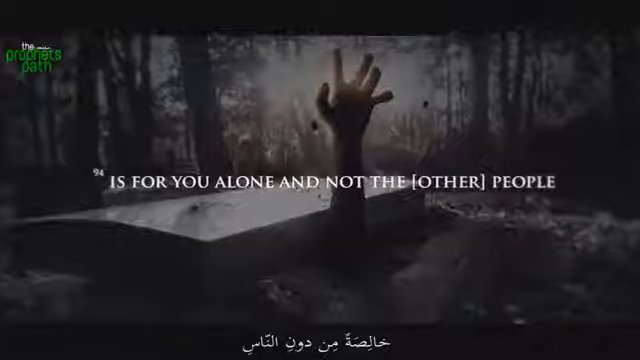 the
prophets
path
94 IS FOR YOU ALONE AND NOT THE [OTHER] PEOPLE
خالِصَةً مِن دونِ النّاسِ